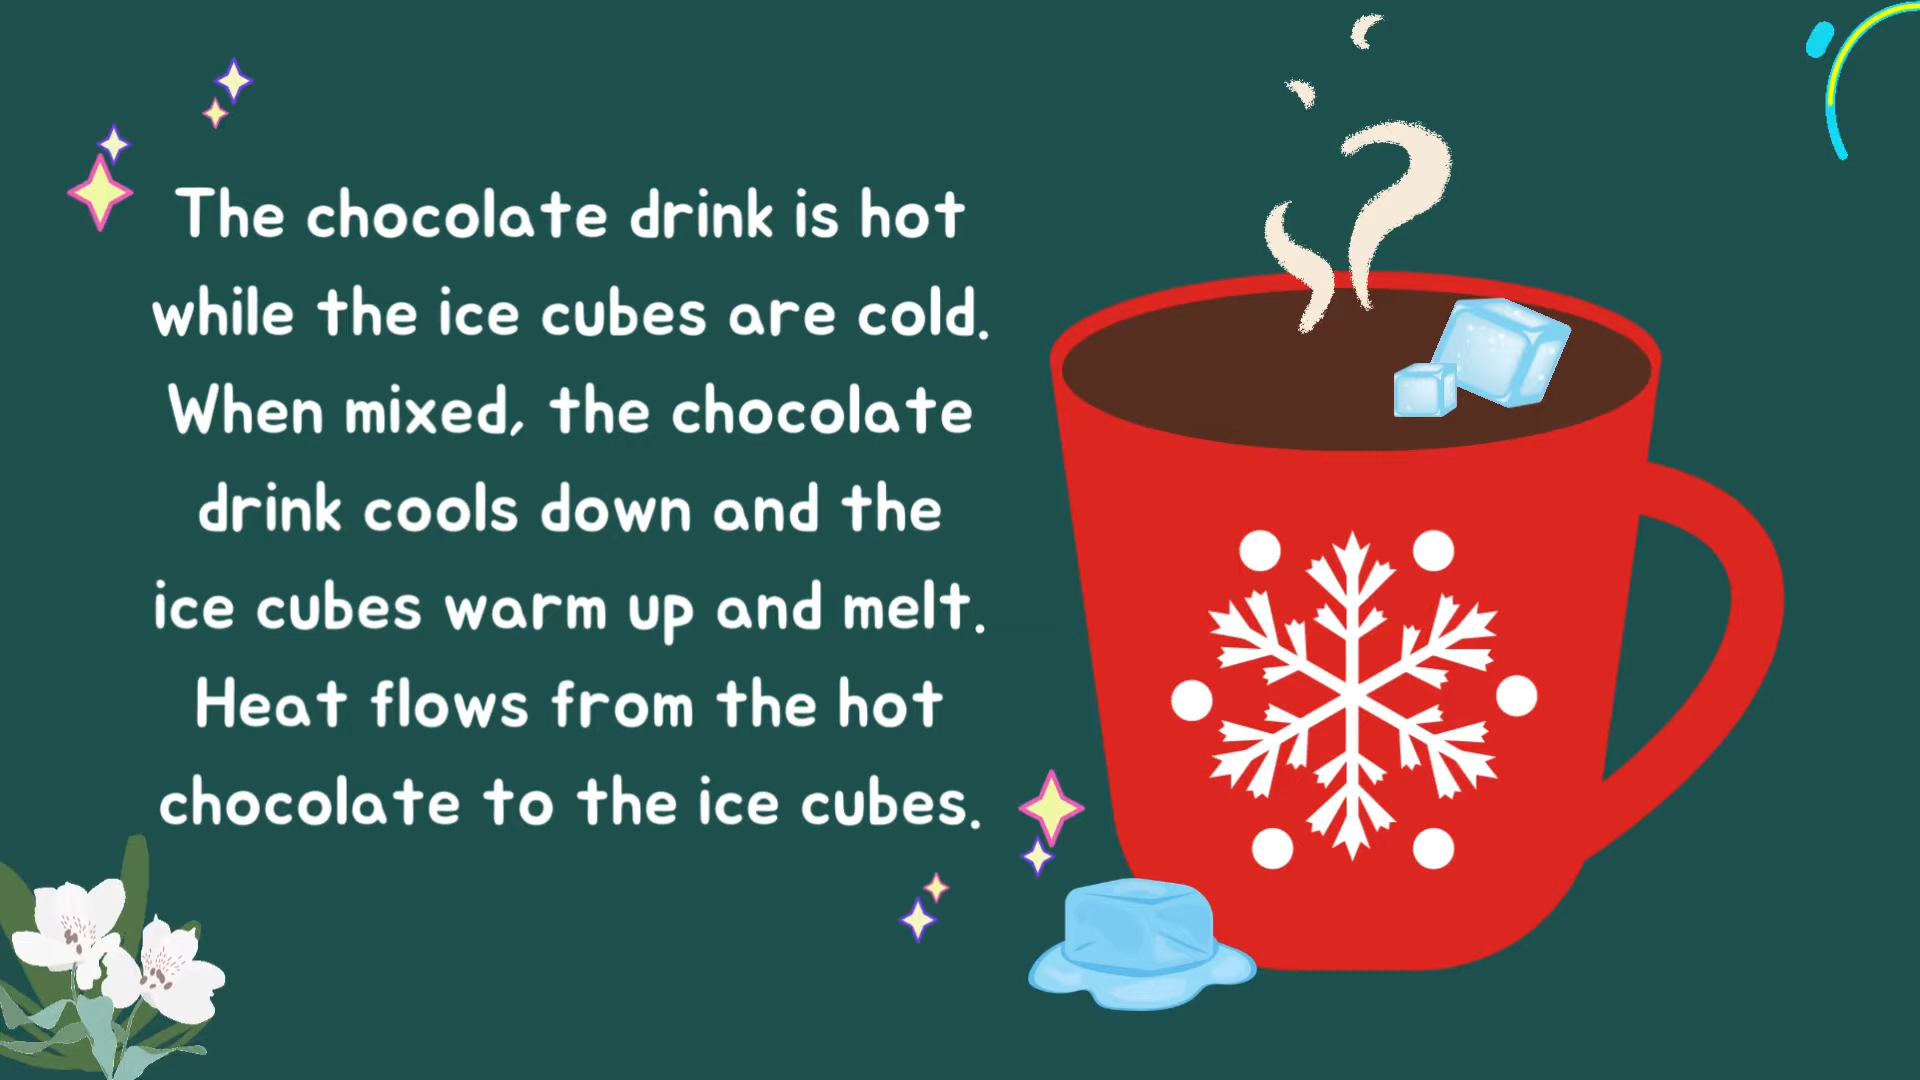 The chocolate drink is hot
while the ice cubes are cold.
When mixed, the chocolate
drink cools down and the
ice cubes warm up and melt.
Heat flows from the hot
chocolate to the ice cubes.